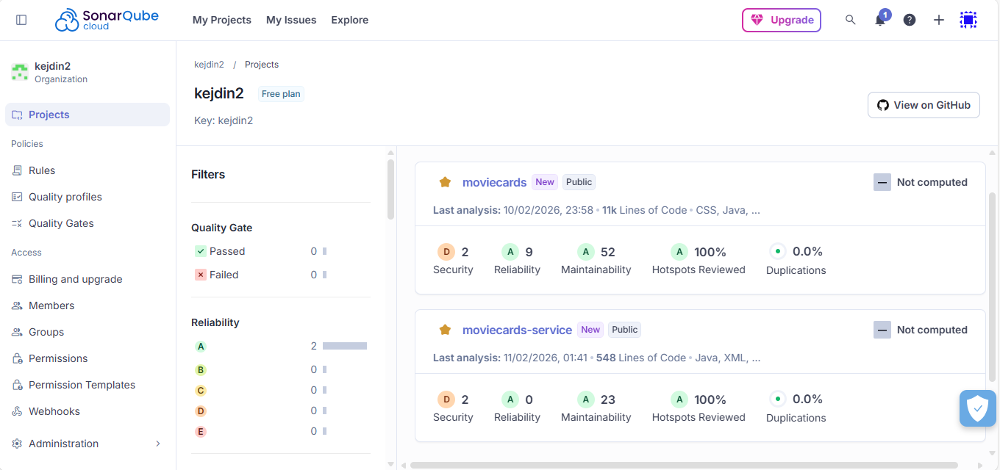 SonarQube cloud
My Projects My Issues Explore
Upgrade
1
kejdin2
Organization
Projects
Policies
Rules
Quality profiles
Quality Gates
Access
Billing and upgrade
Members
Groups
Permissions
Permission Templates
Webhooks
Administration
kejdin2 / Projects
kejdin2 Free plan
Key: kejdin2
View on GitHub
Filters
Quality Gate
Passed 0
Failed 0
Reliability
A 2
B 0
C 0
D 0
E 0
moviecards New Public Not computed
Last analysis: 10/02/2026, 23:58 • 11k Lines of Code • CSS, Java, ...
D 2 A 9 A 52 A 100% 0.0%
Security Reliability Maintainability Hotspots Reviewed Duplications
moviecards-service New Public Not computed
Last analysis: 11/02/2026, 01:41 • 548 Lines of Code • Java, XML, ...
D 2 A 0 A 23 A 100% 0.0%
Security Reliability Maintainability Hotspots Reviewed Duplications